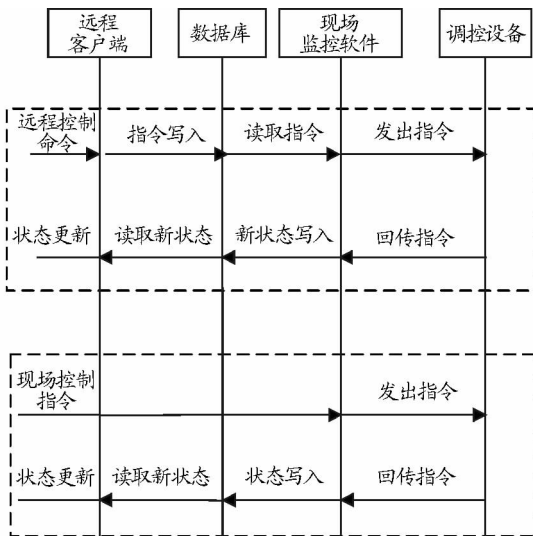 远程
客户端
数据库
现场
监控软件
调控设备
远程控制
命令
指令写入
读取指令
发出指令
状态更新
读取新状态
新状态写入
回传指令
现场控制
指令
发出指令
状态更新
读取新状态
状态写入
回传指令